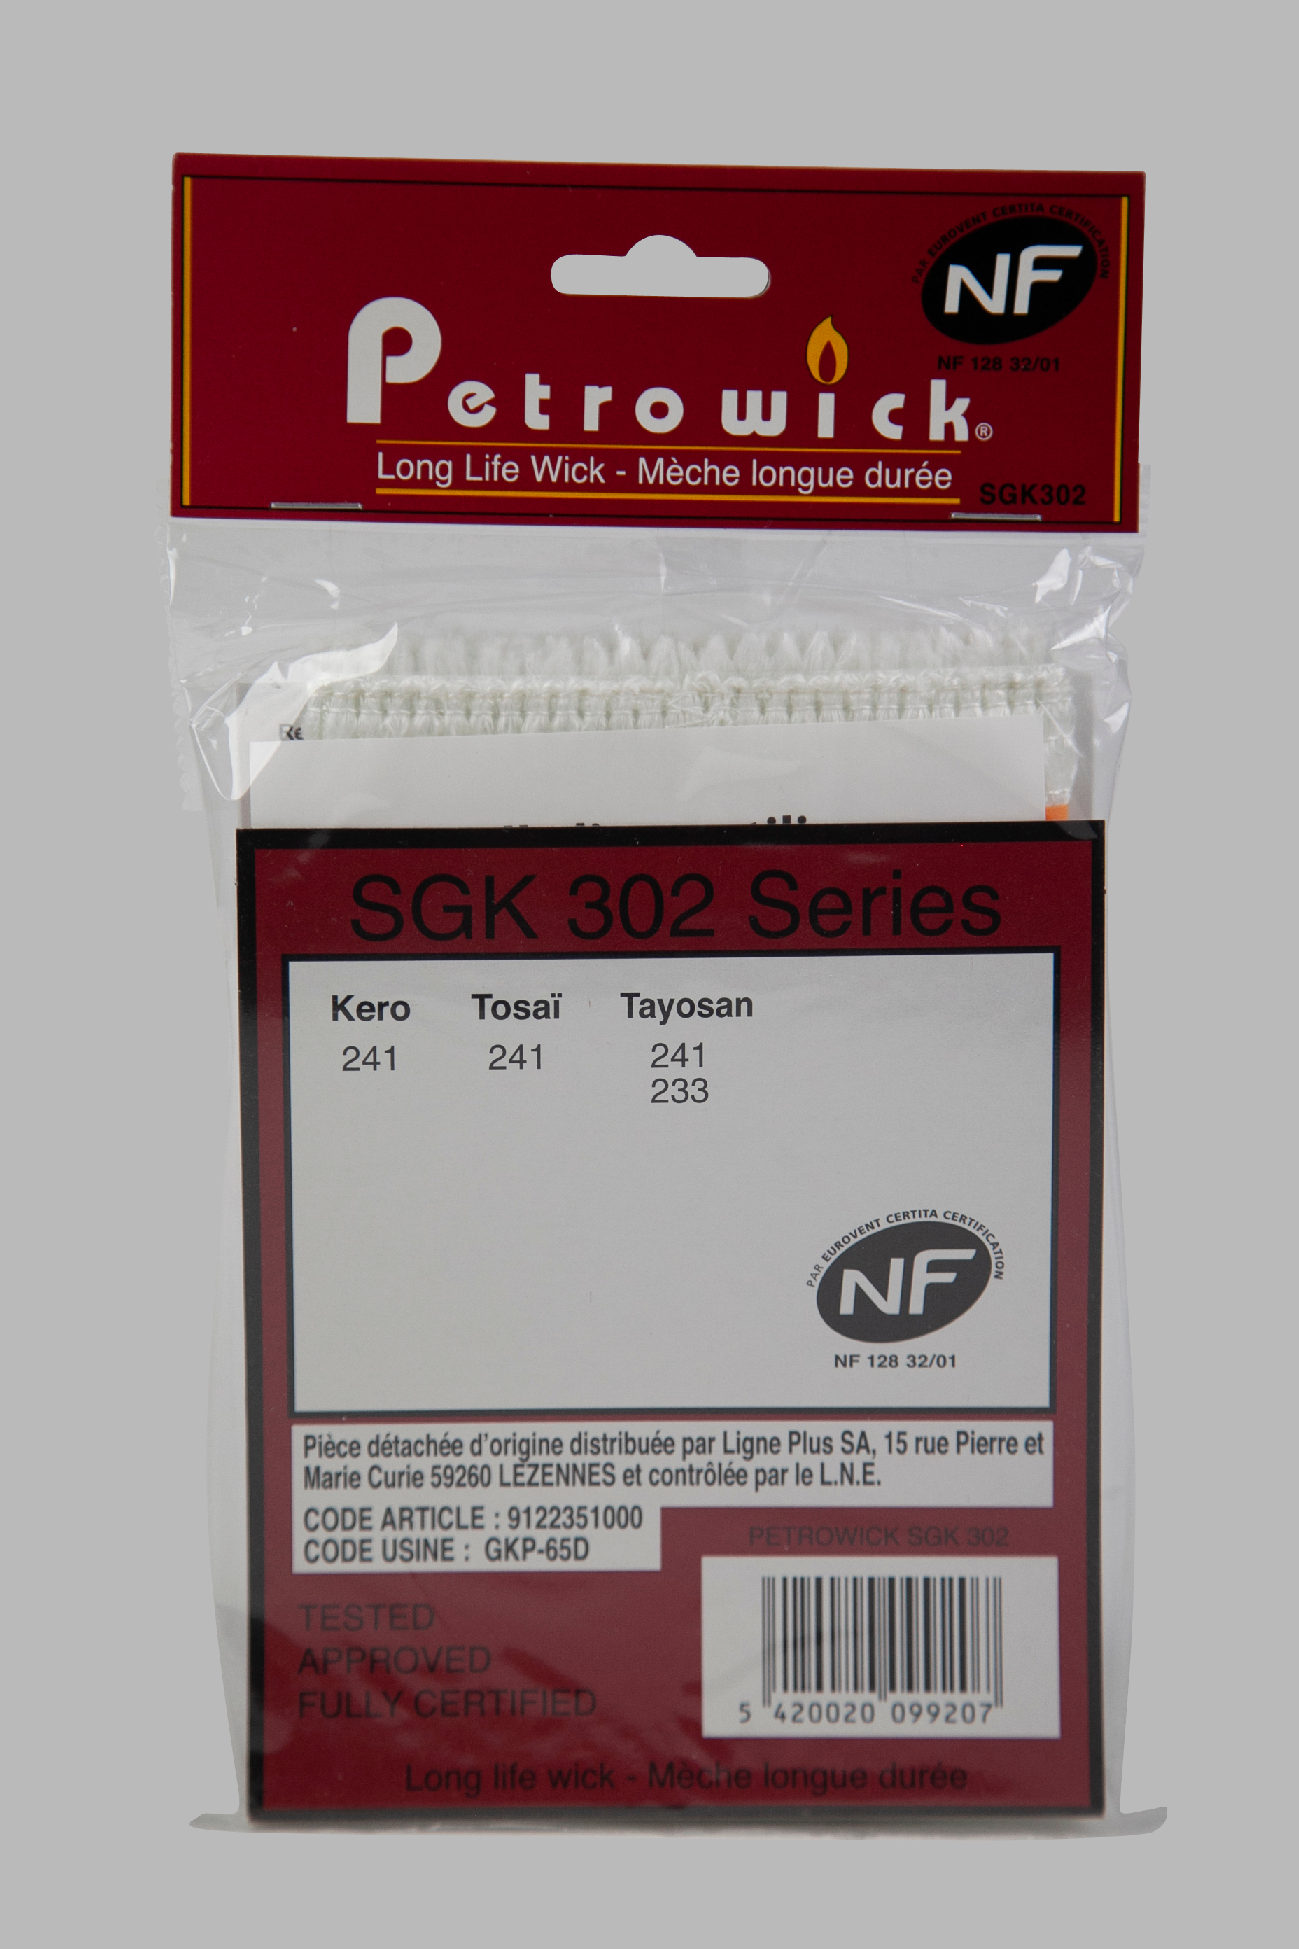 PAR EUROVENT CERTITA CERTIFICATION
NF
NF 128 32/01
Petrowick®
Long Life Wick - Mèche longue durée
SGK302
SGK 302 Series
Kero Tosaï Tayosan
241 241 241
233
PAR EUROVENT CERTITA CERTIFICATION
NF
NF 128 32/01
Pièce détachée d'origine distribuée par Ligne Plus SA, 15 rue Pierre et
Marie Curie 59260 LÉZENNES et contrôlée par le L.N.E.
CODE ARTICLE : 9122351000
CODE USINE : GKP-65D
PETROWICK SGK 302
TESTED
APPROVED
FULLY CERTIFIED
5 420020 099207
Long life wick - Mèche longue durée